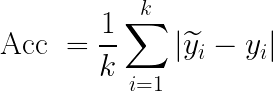 Acc $= \frac{1}{k} \sum_{i=1}^{k} |\widetilde{y}_i - y_i|$